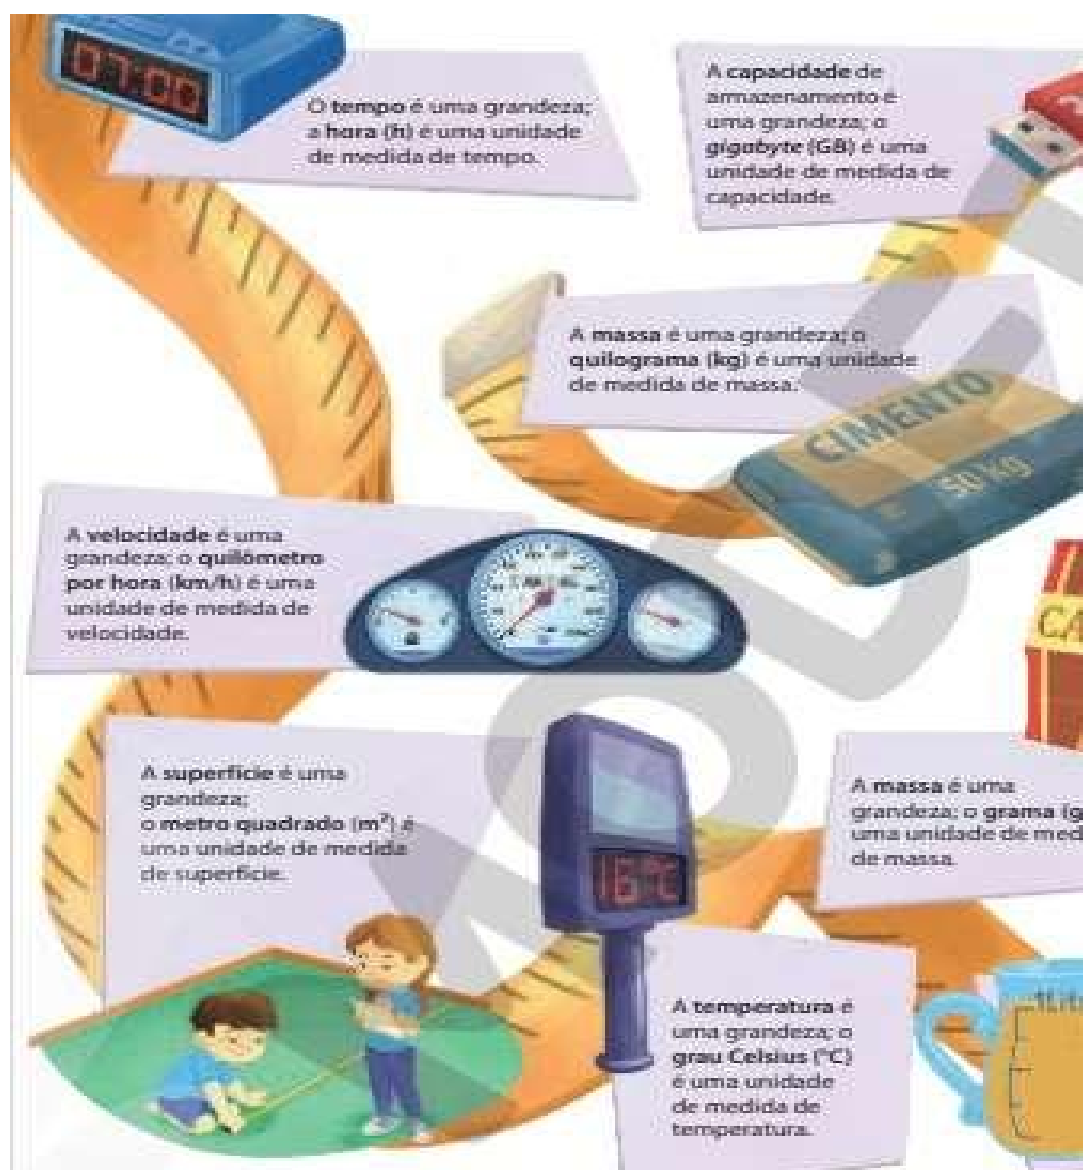 07:00
O tempo é uma grandeza;
a hora (h) é uma unidade
de medida de tempo.
A capacidade de
armazenamento é
uma grandeza; o
gigabyte (GB) é uma
unidade de medida de
capacidade.
A massa é uma grandeza; o
quilograma (kg) é uma unidade
de medida de massa.
CIMENTO
50 KG
A velocidade é uma
grandeza; o quilômetro
por hora (km/h) é uma
unidade de medida de
velocidade.
CA
A superfície é uma
grandeza;
o metro quadrado (m²) é
uma unidade de medida
de superfície.
16°C
A massa é uma
grandeza; o grama (g
uma unidade de med
de massa.
A temperatura é
uma grandeza; o
grau Celsius (°C)
é uma unidade
de medida de
temperatura.